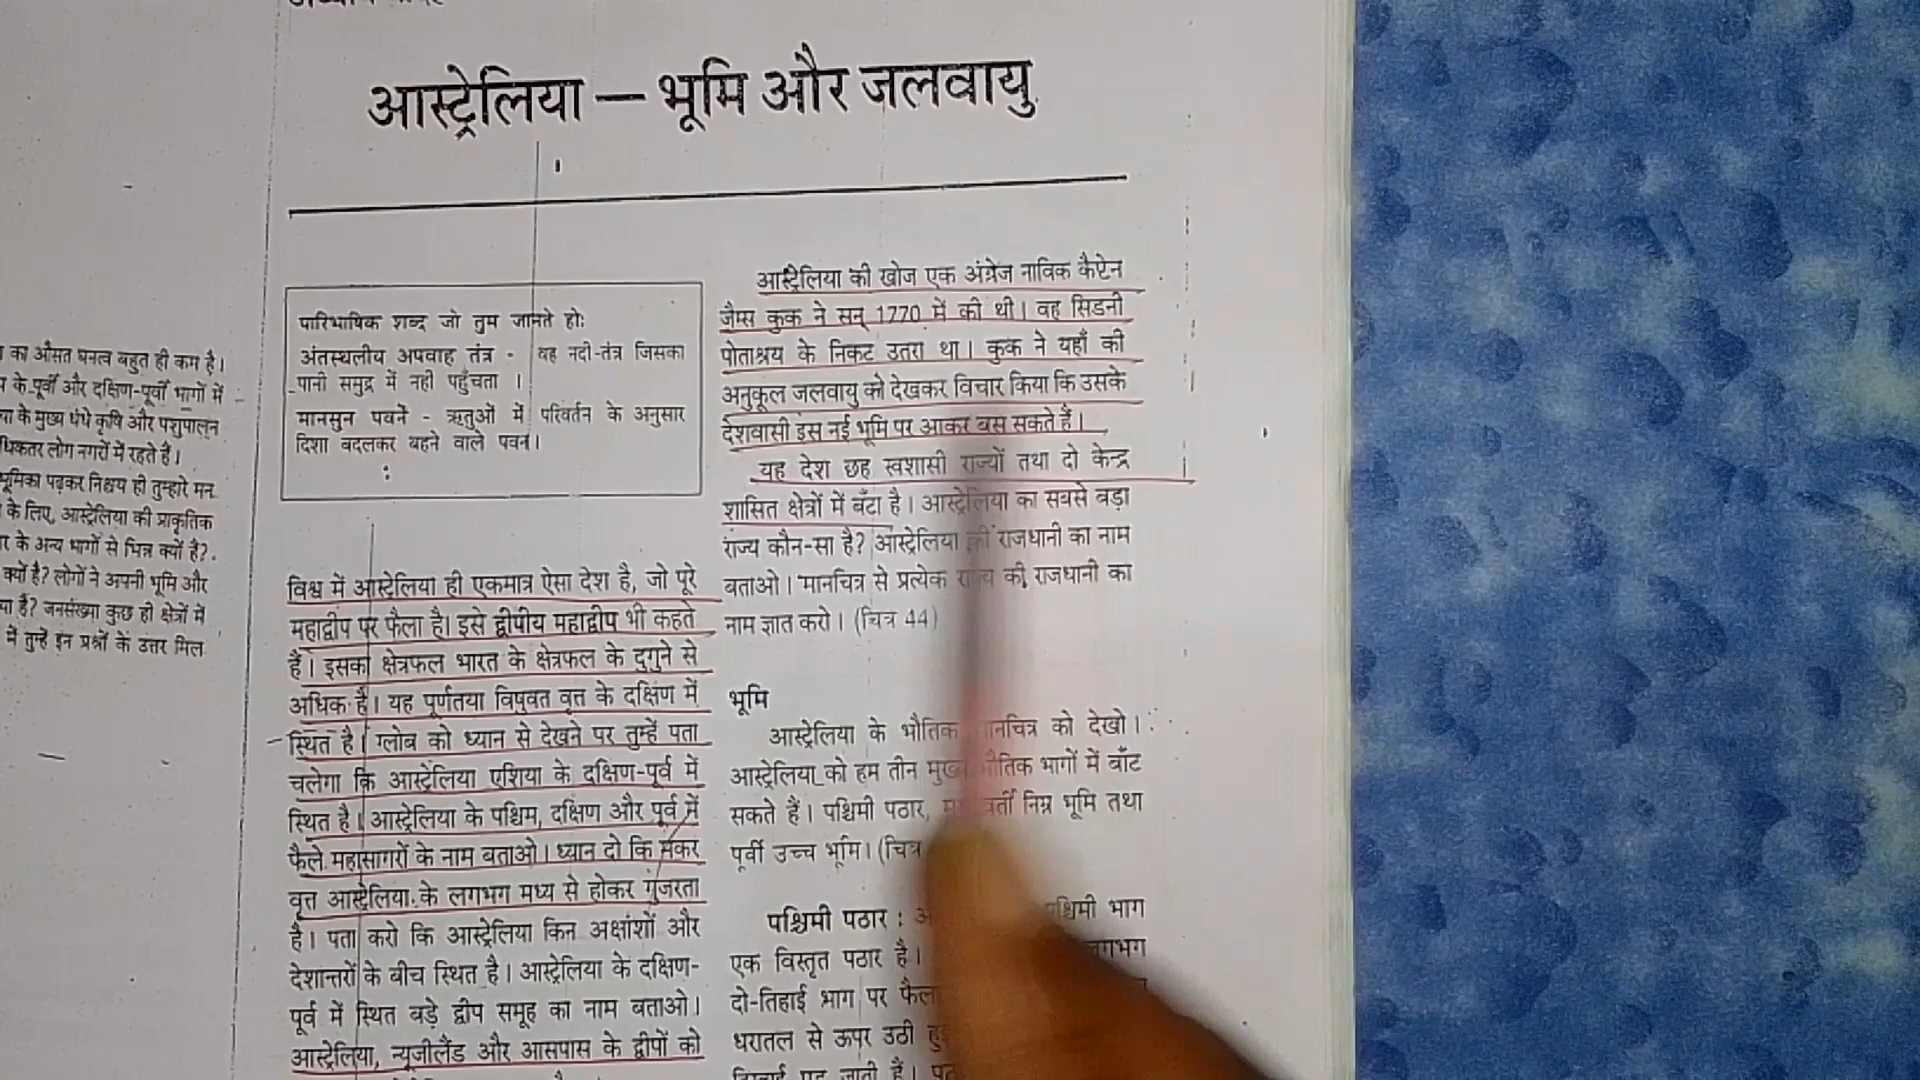 आस्ट्रेलिया — भूमि और जलवायु
का औसत घनत्व बहुत ही कम है।
के पूर्वी और दक्षिण-पूर्वी भागों में
के मुख्य धंधे कृषि और पशुपालन
लोग नगरों में रहते हैं।
पढ़कर निश्चय ही तुम्हारे मन
के लिए, आस्ट्रेलिया की प्राकृतिक
के अन्य भागों से भिन्न क्यों है?
क्यों है? लोगों ने अपनी भूमि और
है? जनसंख्या कुछ ही क्षेत्रों में
में तुम्हें इन प्रश्नों के उत्तर मिल
पारिभाषिक शब्द जो तुम जानते हो:
अंतस्थलीय अपवाह तंत्र - वह नदी-तंत्र जिसका
पानी समुद्र में नहीं पहुँचता ।
मानसुन पवनें - ऋतुओं में परिवर्तन के अनुसार
दिशा बदलकर बहने वाले पवन।
विश्व में आस्ट्रेलिया ही एकमात्र ऐसा देश है, जो पूरे
महाद्वीप पर फैला है। इसे द्वीपीय महाद्वीप भी कहते
हैं। इसका क्षेत्रफल भारत के क्षेत्रफल के दुगुने से
अधिक है। यह पूर्णतया विषुवत वृत्त के दक्षिण में
स्थित है। ग्लोब को ध्यान से देखने पर तुम्हें पता
चलेगा कि आस्ट्रेलिया एशिया के दक्षिण-पूर्व में
स्थित है। आस्ट्रेलिया के पश्चिम, दक्षिण और पूर्व में
फैले महासागरों के नाम बताओ। ध्यान दो कि मकर
वृत्त आस्ट्रेलिया के लगभग मध्य से होकर गुजरता
है। पता करो कि आस्ट्रेलिया किन अक्षांशों और
देशान्तरों के बीच स्थित है। आस्ट्रेलिया के दक्षिण-
पूर्व में स्थित बड़े द्वीप समूह का नाम बताओ।
आस्ट्रेलिया, न्यूजीलैंड और आसपास के द्वीपों को
आस्ट्रेलिया की खोज एक अंग्रेज नाविक कैप्टेन
जेम्स कुक ने सन् 1770 में की थी। वह सिडनी
पोताश्रय के निकट उतरा था। कुक ने यहाँ की
अनुकूल जलवायु को देखकर विचार किया कि उसके
देशवासी इस नई भूमि पर आकर बस सकते हैं।
यह देश छह स्वशासी राज्यों तथा दो केन्द्र
शासित क्षेत्रों में बँटा है। आस्ट्रेलिया का सबसे बड़ा
राज्य कौन-सा है? आस्ट्रेलिया की राजधानी का नाम
बताओ। मानचित्र से प्रत्येक राज्य की राजधानी का
नाम ज्ञात करो। (चित्र 44)
भूमि
आस्ट्रेलिया के भौतिक मानचित्र को देखो।
आस्ट्रेलिया को हम तीन मुख्य भौतिक भागों में बाँट
सकते हैं। पश्चिमी पठार, निम्न भूमि तथा
पूर्वी उच्च भूमि। (चित्र
पश्चिमी पठार : पश्चिमी भाग
एक विस्तृत पठार है। लगभग
दो-तिहाई भाग पर फैला
धरातल से ऊपर उठी